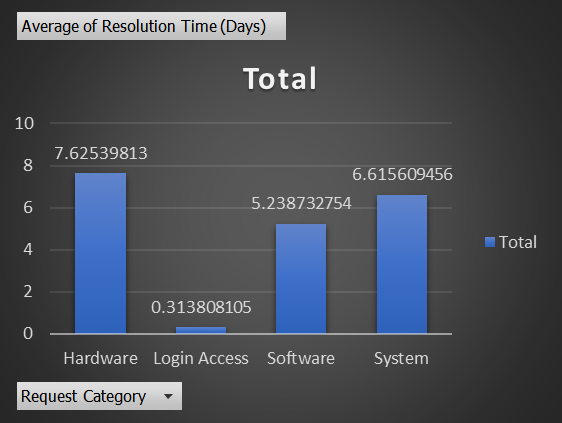 Average of Resolution Time (Days)
Total
10
7.62539813
8
6.615609456
6
5.238732754
4
Total
2
0.313808105
0
Hardware Login Access Software System
Request Category